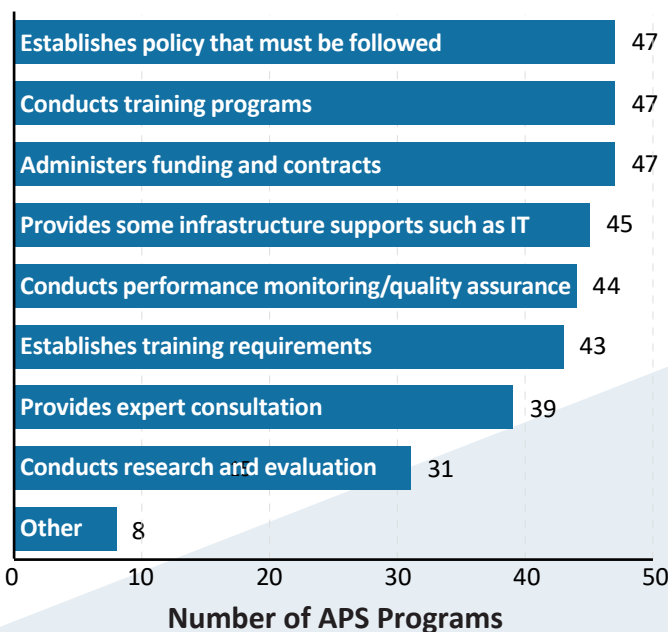 Establishes policy that must be followed 47
Conducts training programs 47
Administers funding and contracts 47
Provides some infrastructure supports such as IT 45
Conducts performance monitoring/quality assurance 44
Establishes training requirements 43
Provides expert consultation 39
Conducts research and evaluation 31
Other 8
0 10 20 30 40 50
Number of APS Programs